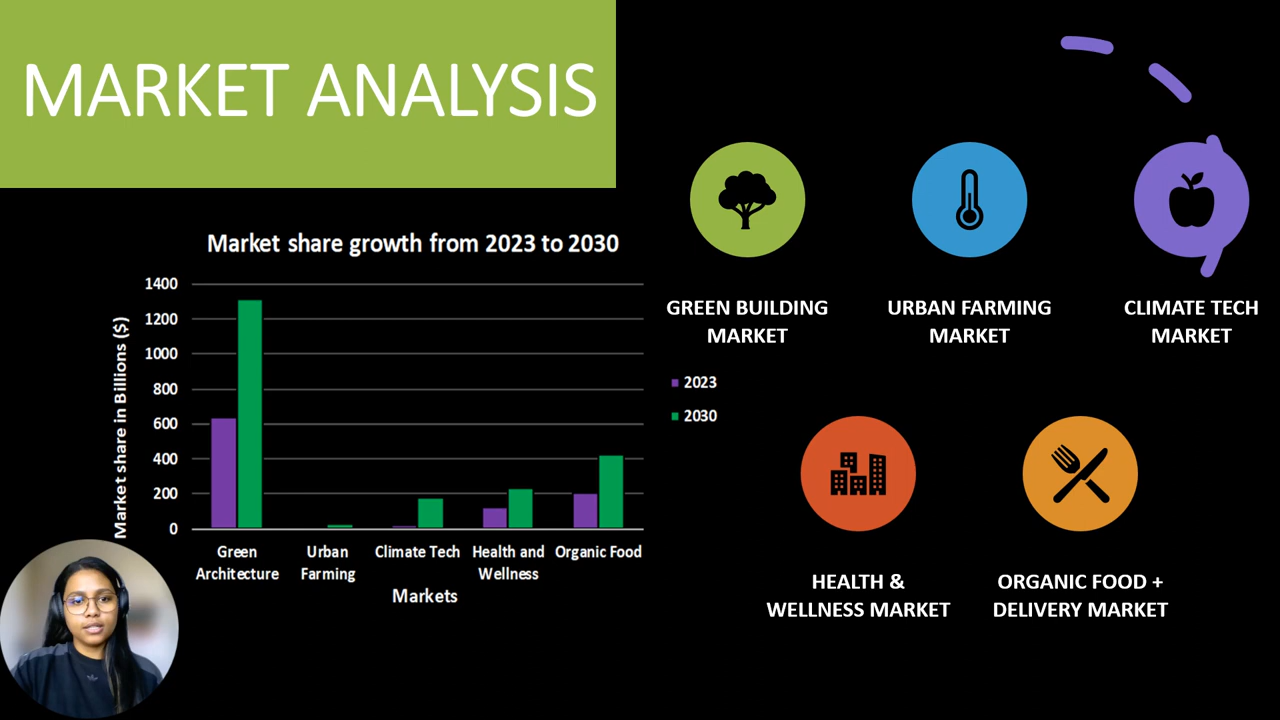 MARKET ANALYSIS
Market share growth from 2023 to 2030
Market share in Billions ($)
1400
1200
1000
800
600
400
200
0
Green
Architecture
Urban
Farming
Climate Tech
Health and
Wellness
Organic Food
Markets
2023
2030
GREEN BUILDING
MARKET
URBAN FARMING
MARKET
CLIMATE TECH
MARKET
HEALTH &
WELLNESS MARKET
ORGANIC FOOD +
DELIVERY MARKET